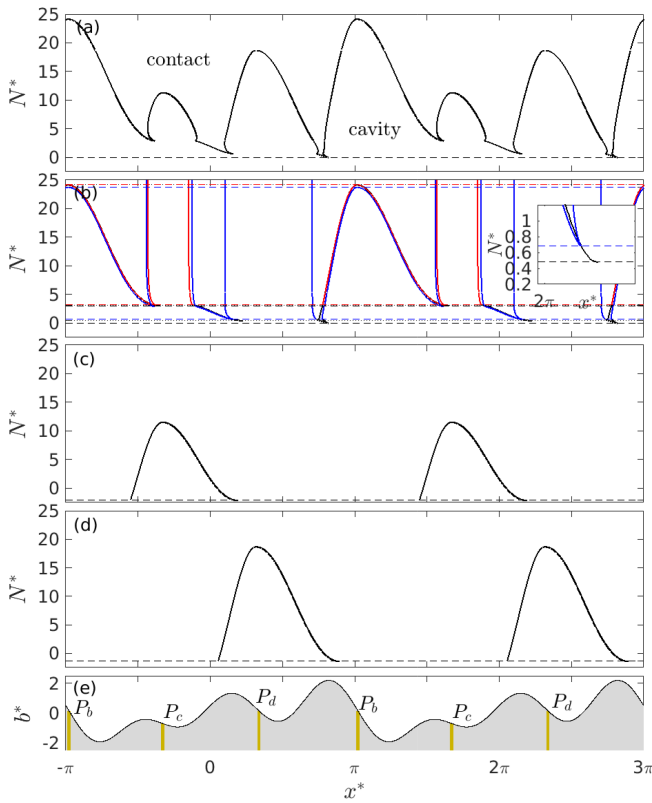 (a)
25
20
15
10
5
0
N*
contact
cavity
(b)
25
20
15
10
5
0
N*
1
0.8
0.6
0.4
0.2
N*
2π
x*
(c)
25
20
15
10
5
0
N*
(d)
25
20
15
10
5
0
N*
(e)
2
0
-2
b*
P_b
P_c
P_d
P_b
P_c
P_d
-π
0
π
2π
3π
x*